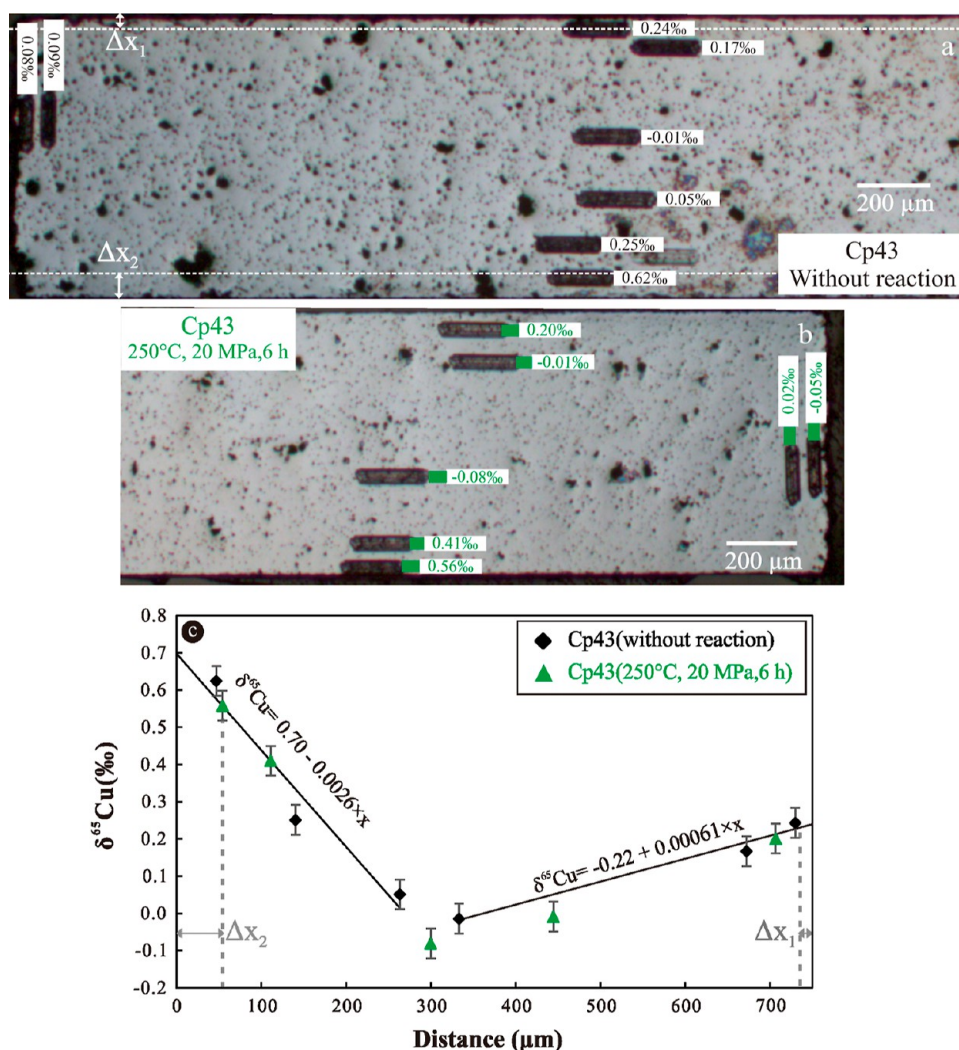 Δx₁
0.08‰
0.09‰
0.24‰
a
0.17‰
-0.01‰
0.05‰
200 µm
0.25‰
Δx₂
0.62‰
Cp43
Without reaction
Cp43
250°C, 20 MPa,6 h
b
0.20‰
-0.01‰
0.02‰
-0.05‰
-0.08‰
0.41‰
200 µm
0.56‰
c
Cp43(without reaction)
Cp43(250°C, 20 MPa,6 h)
δ⁶⁵Cu= 0.70 - 0.0026×x
δ⁶⁵Cu= -0.22 + 0.00061×x
Δx₂
Δx₁
δ⁶⁵Cu(‰)
0.8
0.7
0.6
0.5
0.4
0.3
0.2
0.1
0.0
-0.1
-0.2
0 100 200 300 400 500 600 700
Distance (µm)